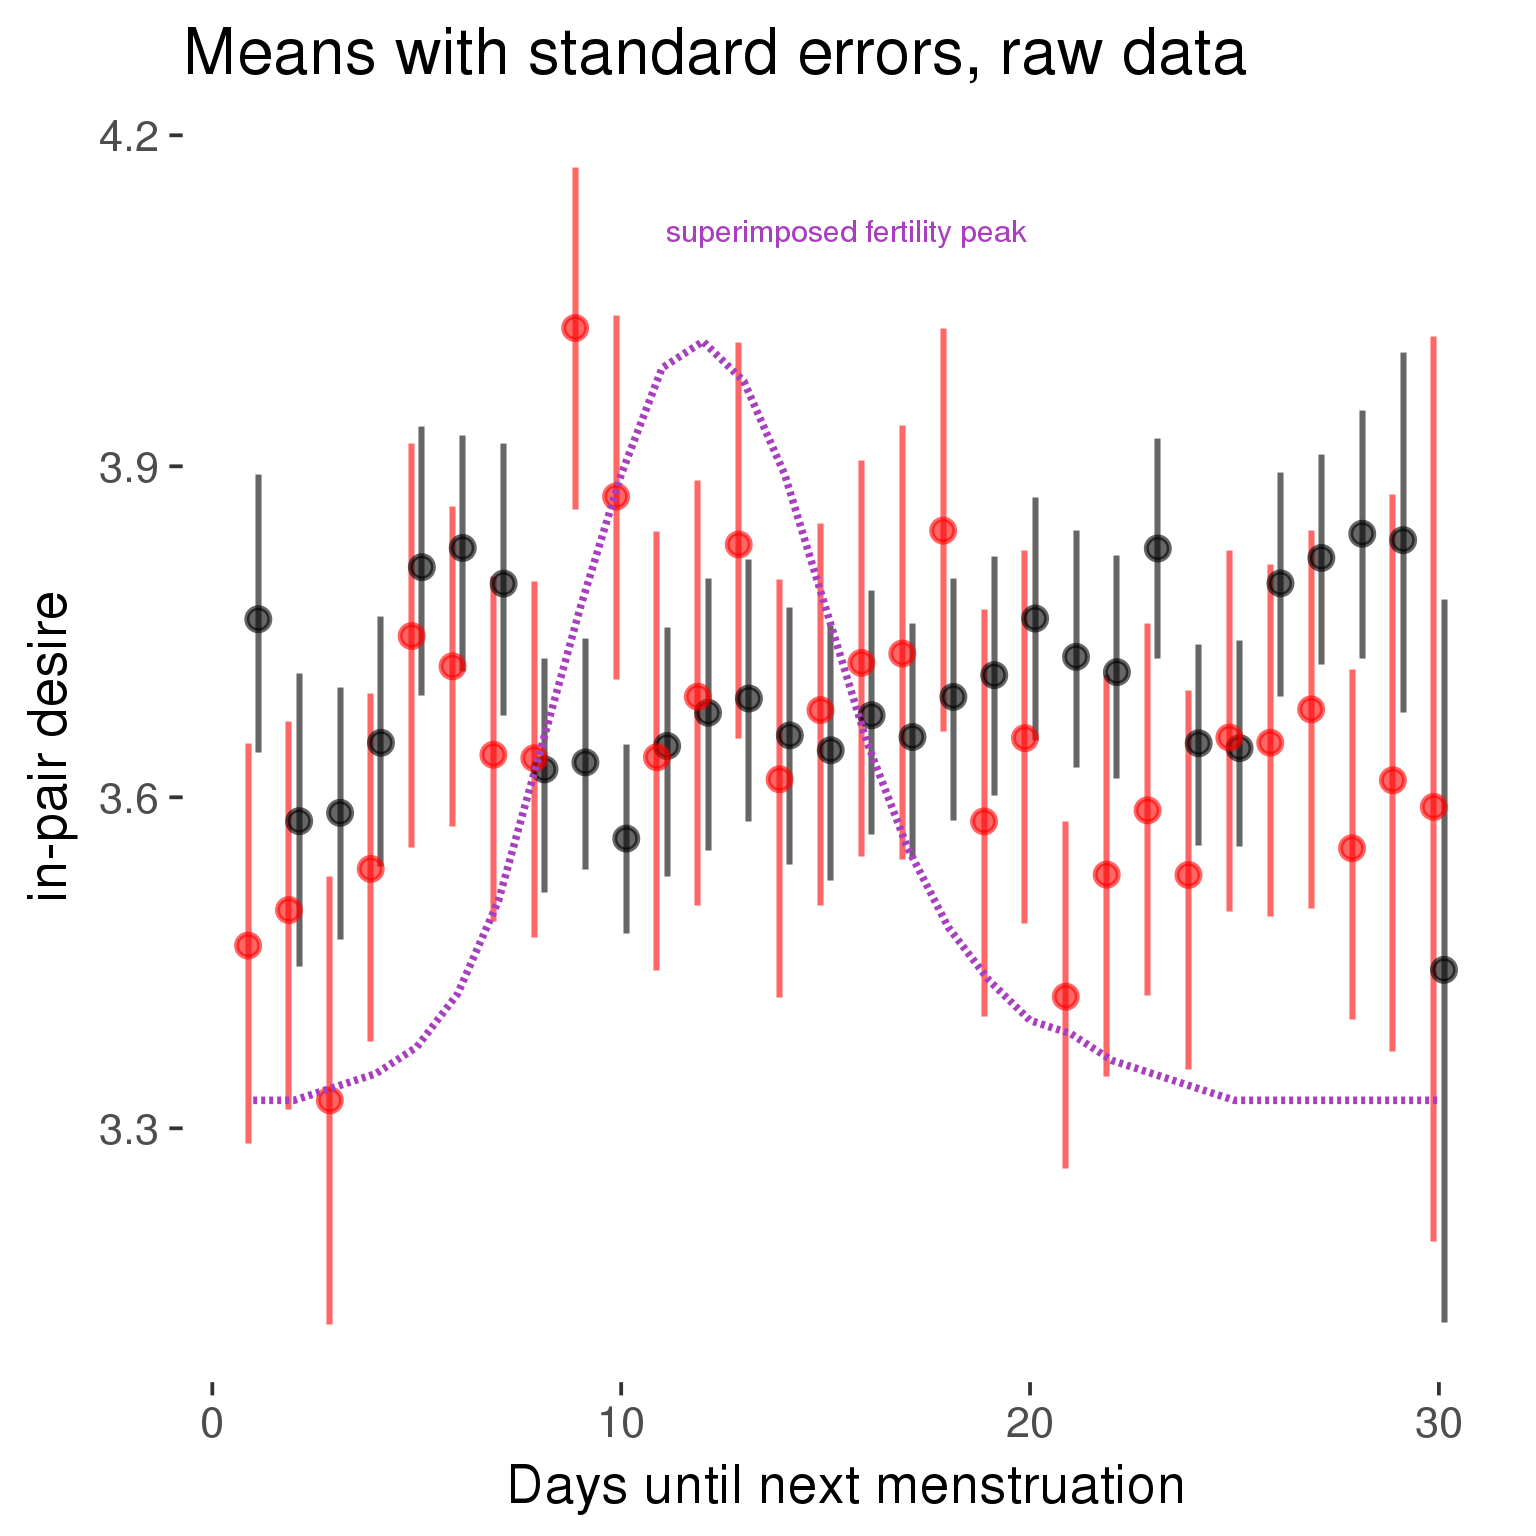 Means with standard errors, raw data
4.2
superimposed fertility peak
3.9
3.6
3.3
in-pair desire
0 10 20 30
Days until next menstruation